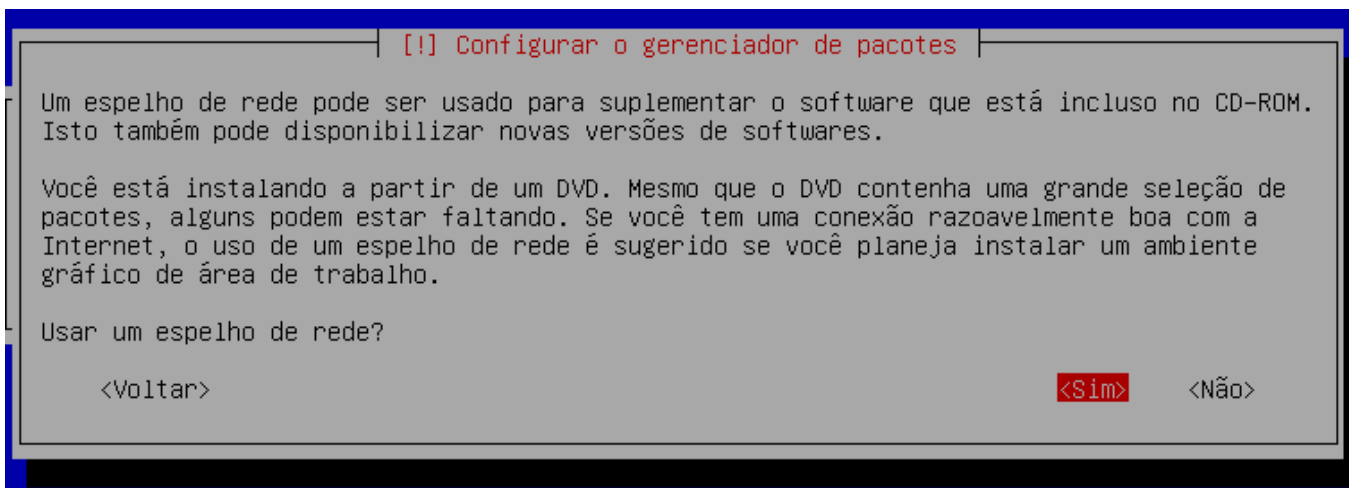 [!] Configurar o gerenciador de pacotes
Um espelho de rede pode ser usado para suplementar o software que está incluso no CD-ROM.
Isto também pode disponibilizar novas versões de softwares.
Você está instalando a partir de um DVD. Mesmo que o DVD contenha uma grande seleção de
pacotes, alguns podem estar faltando. Se você tem uma conexão razoavelmente boa com a
Internet, o uso de um espelho de rede é sugerido se você planeja instalar um ambiente
gráfico de área de trabalho.
Usar um espelho de rede?
<Voltar> <Sim> <Não>